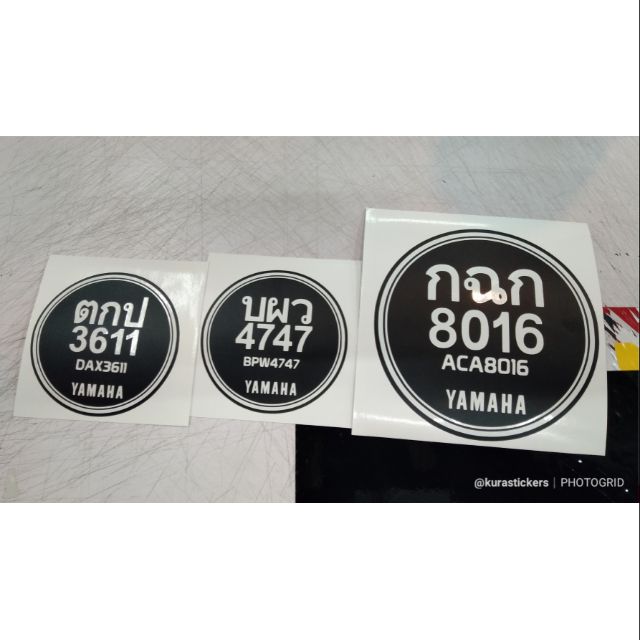 ตกป
3611
DAX3611
YAMAHA
บผว
4747
BPW4747
YAMAHA
กฉก
8016
ACA8016
YAMAHA
@kurastickers | PHOTOGRID